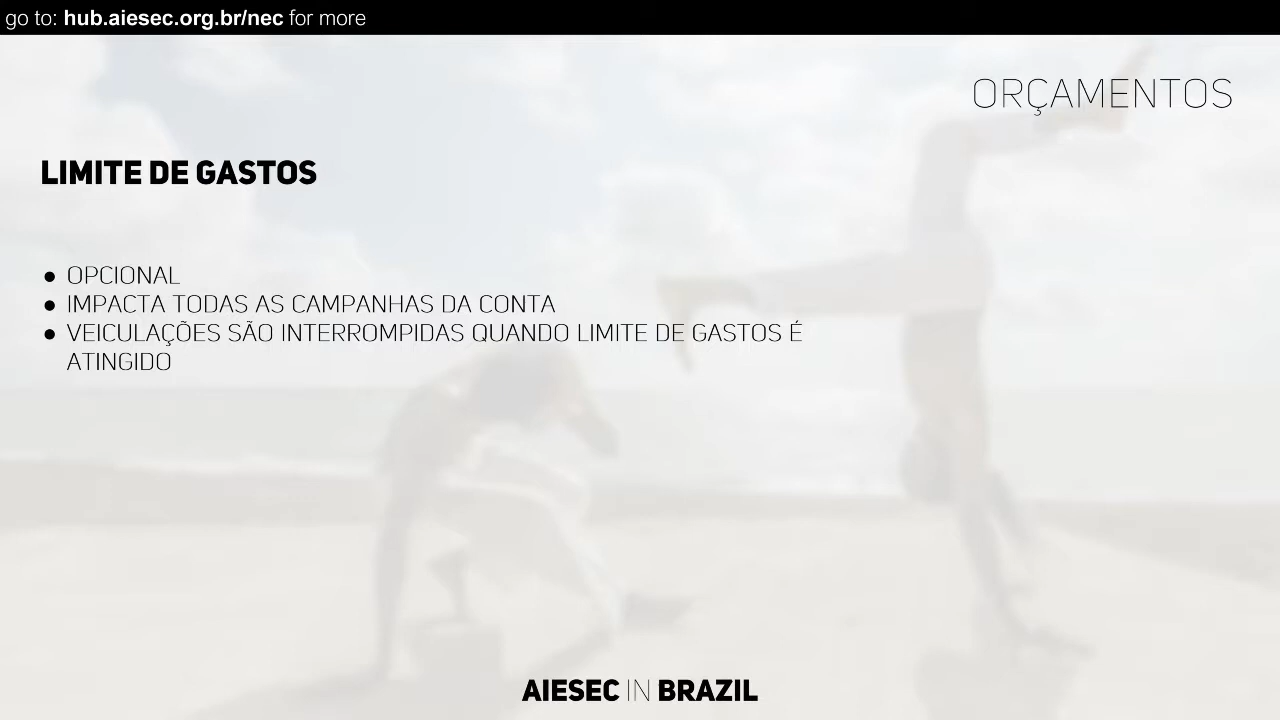 go to: hub.aiesec.org.br/nec for more
ORÇAMENTOS
LIMITE DE GASTOS
● OPCIONAL
● IMPACTA TODAS AS CAMPANHAS DA CONTA
● VEICULAÇÕES SÃO INTERROMPIDAS QUANDO LIMITE DE GASTOS É
ATINGIDO
AIESEC IN BRAZIL